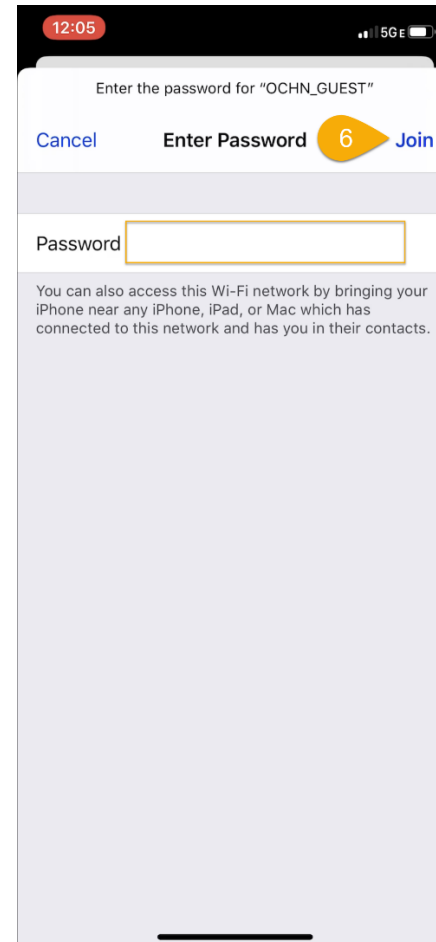 12:05 5GE
Enter the password for “OCHN_GUEST”
Cancel Enter Password 6 Join
Password
You can also access this Wi-Fi network by bringing your
iPhone near any iPhone, iPad, or Mac which has
connected to this network and has you in their contacts.